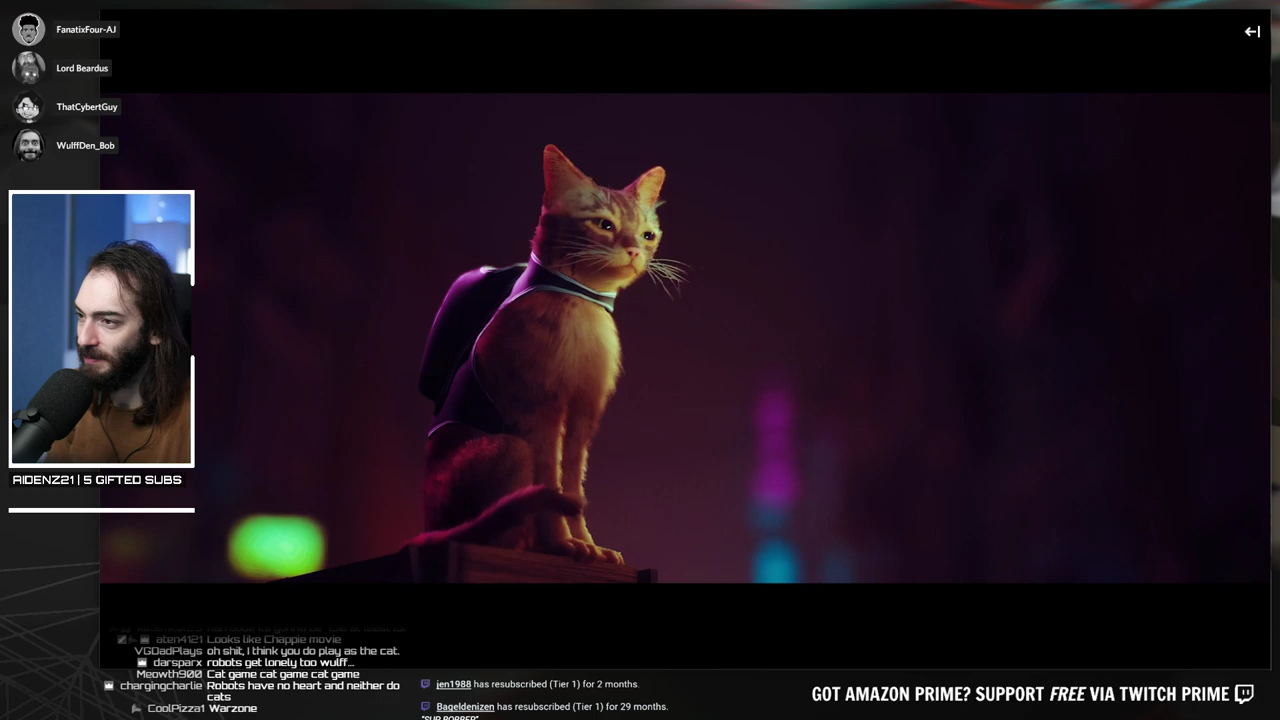 FanatixFour-AJ
Lord Beardus
ThatCybertGuy
WulffDen_Bob
AIDENZ21 | 5 GIFTED SUBS
aten4121 Looks like Chappie movie
VGDadPlays oh shit, I think you do play as the cat.
darsparx robots get lonely too wulff...
Meowth900 Cat game cat game cat game
chargingcharlie Robots have no heart and neither do
cats
CoolPizza1 Warzone
jen1988 has resubscribed (Tier 1) for 2 months.
Bageldenizen has resubscribed (Tier 1) for 29 months.
"SUB BOBBER"
GOT AMAZON PRIME? SUPPORT FREE VIA TWITCH PRIME